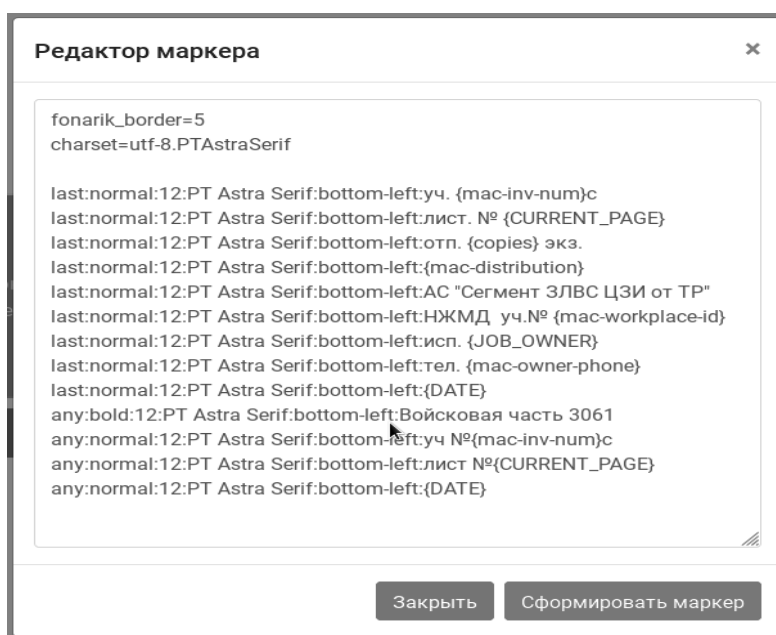 Редактор маркера ×
fonarik_border=5
charset=utf-8.PTAstraSerif
last:normal:12:PT Astra Serif:bottom-left:уч. {mac-inv-num}с
last:normal:12:PT Astra Serif:bottom-left:лист. № {CURRENT_PAGE}
last:normal:12:PT Astra Serif:bottom-left:отп. {copies} экз.
last:normal:12:PT Astra Serif:bottom-left:{mac-distribution}
last:normal:12:PT Astra Serif:bottom-left:АС "Сегмент ЗЛВС ЦЗИ от ТР"
last:normal:12:PT Astra Serif:bottom-left:НЖМД  уч.№ {mac-workplace-id}
last:normal:12:PT Astra Serif:bottom-left:исп. {JOB_OWNER}
last:normal:12:PT Astra Serif:bottom-left:тел. {mac-owner-phone}
last:normal:12:PT Astra Serif:bottom-left:{DATE}
any:bold:12:PT Astra Serif:bottom-left:Войсковая часть 3061
any:normal:12:PT Astra Serif:bottom-left:уч №{mac-inv-num}с
any:normal:12:PT Astra Serif:bottom-left:лист №{CURRENT_PAGE}
any:normal:12:PT Astra Serif:bottom-left:{DATE}
Закрыть Сформировать маркер